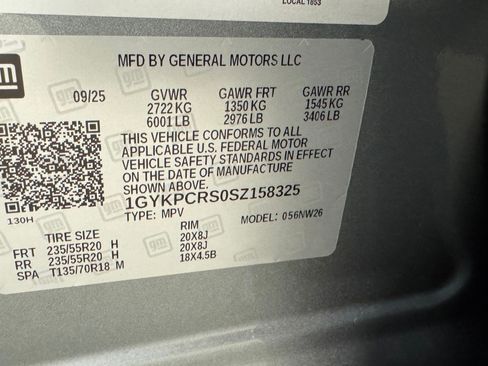 LOCAL 1853
gm
MFD BY GENERAL MOTORS LLC
09/25 GVWR GAWR FRT GAWR RR
2722 KG 1350 KG 1545 KG
6001 LB 2976 LB 3406 LB
THIS VEHICLE CONFORMS TO ALL
APPLICABLE U.S. FEDERAL MOTOR
VEHICLE SAFETY STANDARDS IN EFFECT
ON THE DATE OF MANUFACTURE
SHOWN ABOVE.
1GYKPCRS0SZ158325
130H TYPE: MPV MODEL: 056NW26
TIRE SIZE RIM
FRT 235/55R20 H 20X8J
RR 235/55R20 H 20X8J
SPA T135/70R18 M 18X4.5B